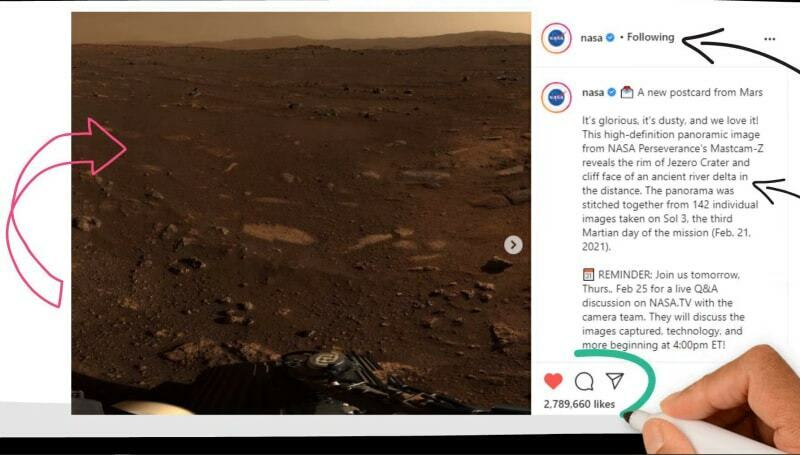 nasa • Following
nasa A new postcard from Mars
It's glorious, it's dusty, and we love it!
This high-definition panoramic image
from NASA Perseverance's Mastcam-Z
reveals the rim of Jezero Crater and
cliff face of an ancient river delta in
the distance. The panorama was
stitched together from 142 individual
images taken on Sol 3, the third
Martian day of the mission (Feb. 21,
2021).
REMINDER: Join us tomorrow,
Thurs., Feb 25 for a live Q&A
discussion on NASA.TV with the
camera team. They will discuss the
images captured, technology, and
more beginning at 4:00pm ET!
2,789,660 likes